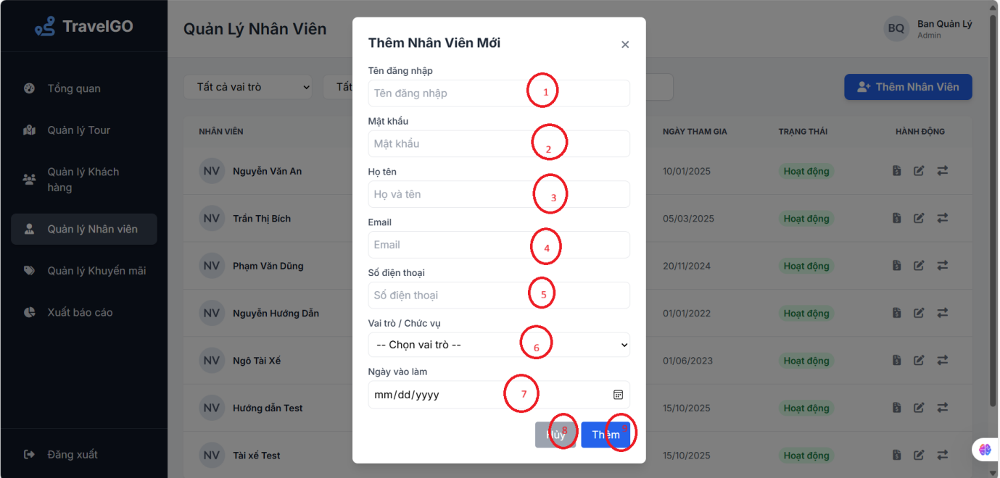 TravelGO
Tổng quan
Quản lý Tour
Quản lý Khách
hàng
Quản lý Nhân viên
Quản lý Khuyến mãi
Xuất báo cáo
Đăng xuất
Quản Lý Nhân Viên
BQ
Ban Quản Lý
Admin
Tất cả vai trò
Tất
Thêm Nhân Viên
NHÂN VIÊN
NGÀY THAM GIA
TRẠNG THÁI
HÀNH ĐỘNG
NV Nguyễn Văn An 10/01/2025 Hoạt động
NV Trần Thị Bích 05/03/2025 Hoạt động
NV Phạm Văn Dũng 20/11/2024 Hoạt động
NV Nguyễn Hướng Dẫn 01/01/2022 Hoạt động
NV Ngô Tài Xế 01/06/2023 Hoạt động
NV Hướng dẫn Test 15/10/2025 Hoạt động
NV Tài xế Test 15/10/2025 Hoạt động
Thêm Nhân Viên Mới
Tên đăng nhập
Tên đăng nhập 1
Mật khẩu
Mật khẩu 2
Họ tên
Họ và tên 3
Email
Email 4
Số điện thoại
Số điện thoại 5
Vai trò / Chức vụ
-- Chọn vai trò -- 6
Ngày vào làm
mm/dd/yyyy 7
Hủy 8
Thêm 9